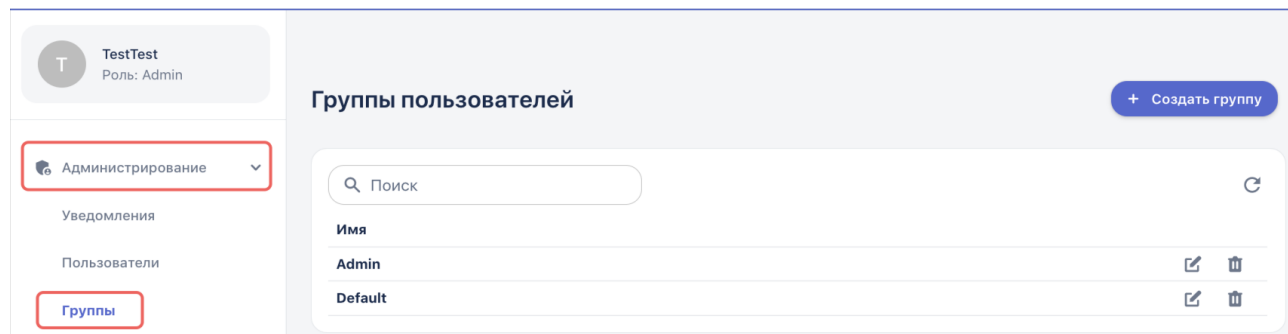 T
TestTest
Роль: Admin
Администрирование
Уведомления
Пользователи
Группы
Группы пользователей
+ Создать группу
Поиск
Имя
Admin
Default